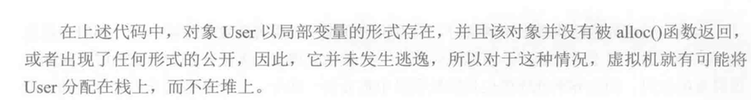 在上述代码中，对象 User 以局部变量的形式存在，并且该对象并没有被 alloc()函数返回，
或者出现了任何形式的公开，因此，它并未发生逃逸，所以对于这种情况，虚拟机就有可能将
User 分配在栈上，而不在堆上。